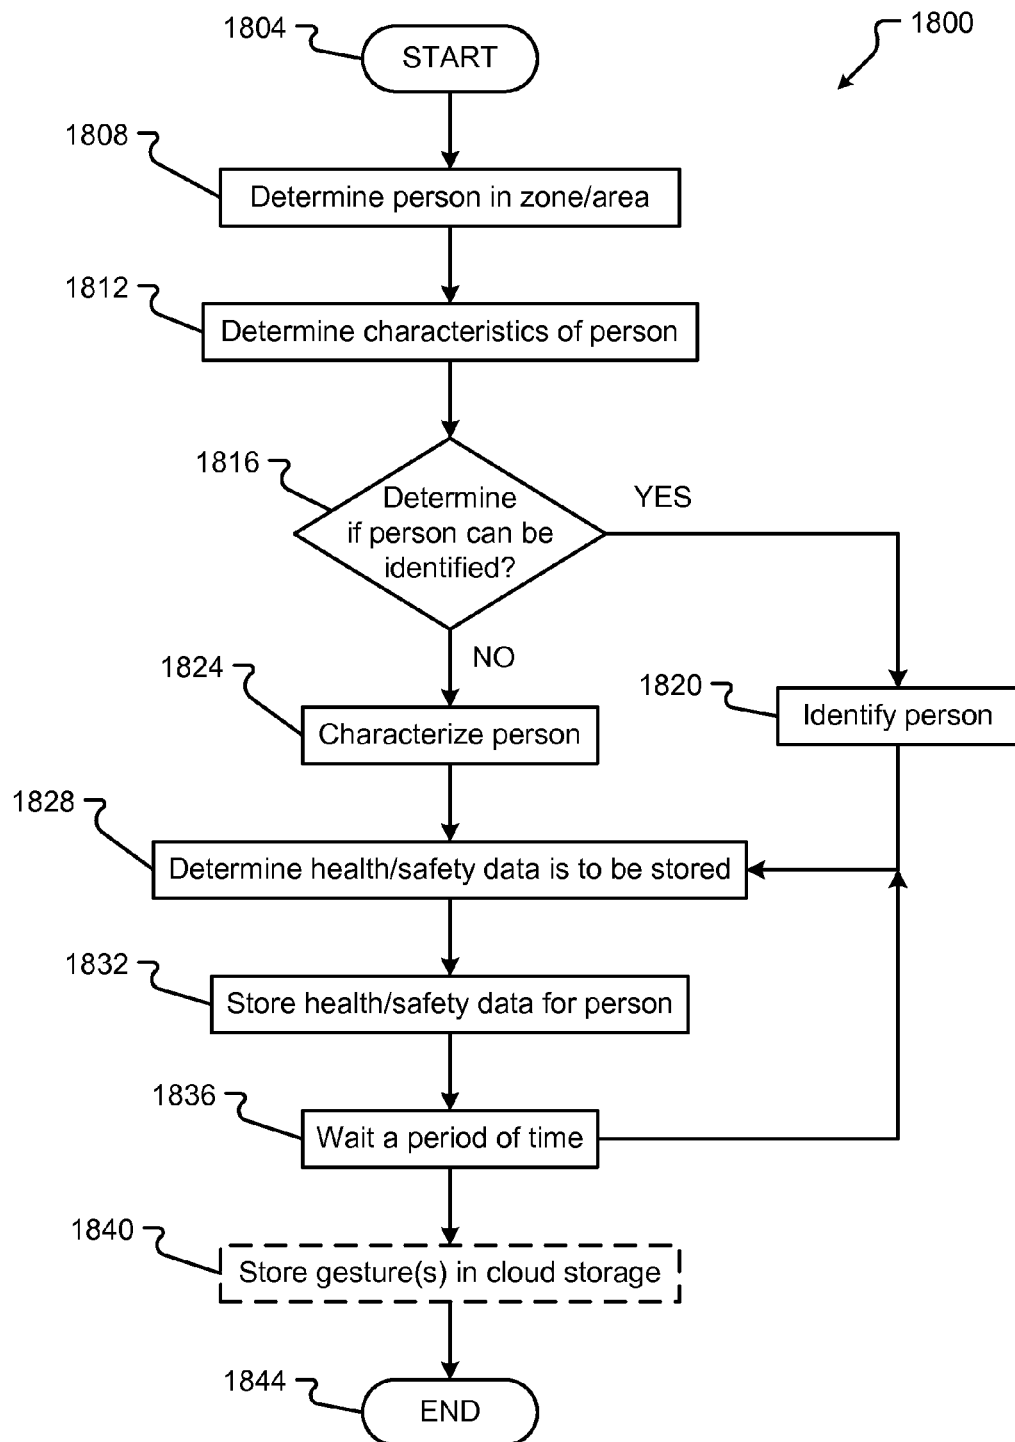 1800
1804
START
1808
Determine person in zone/area
1812
Determine characteristics of person
1816
Determine
if person can be
identified?
YES
NO
1820
Identify person
1824
Characterize person
1828
Determine health/safety data is to be stored
1832
Store health/safety data for person
1836
Wait a period of time
1840
Store gesture(s) in cloud storage
1844
END